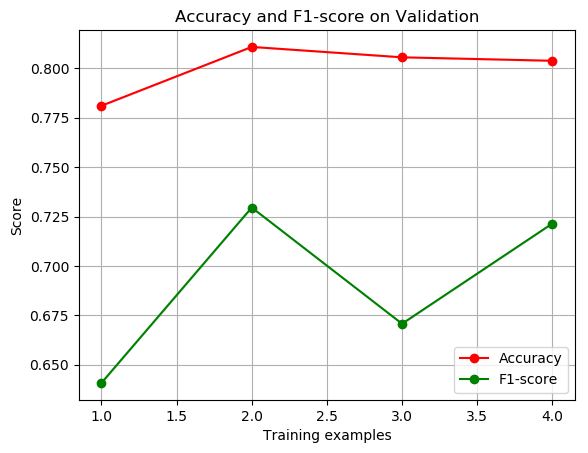 Accuracy and F1-score on Validation
0.800
0.775
0.750
0.725
0.700
0.675
0.650
Score
Accuracy
F1-score
1.0 1.5 2.0 2.5 3.0 3.5 4.0
Training examples